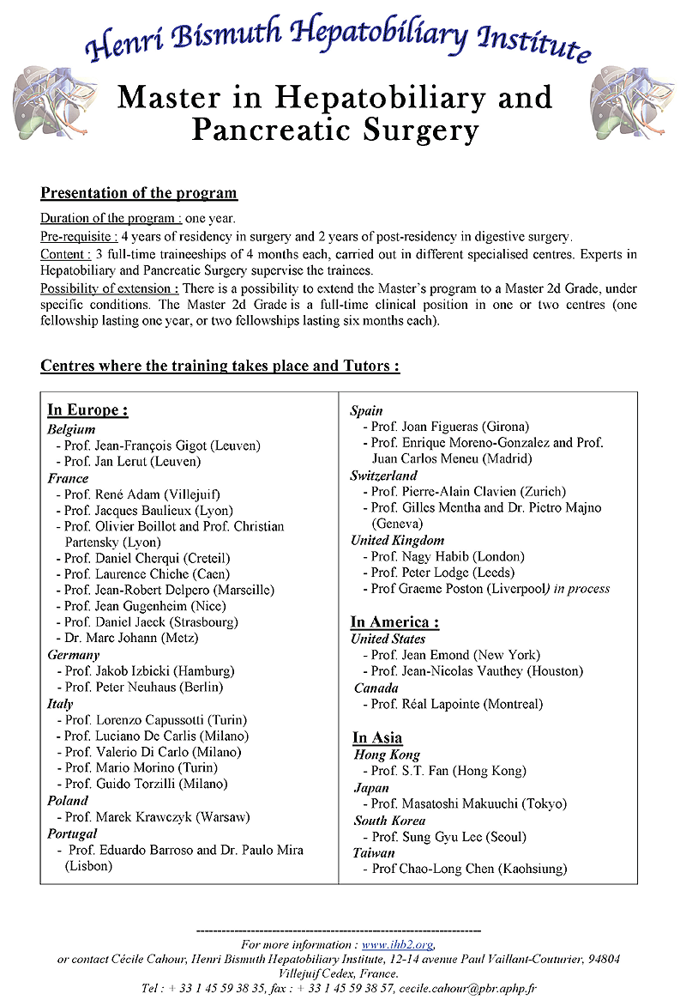 Henri Bismuth Hepatobiliary Institute
Master in Hepatobiliary and
Pancreatic Surgery
Presentation of the program
Duration of the program : one year.
Pre-requisite : 4 years of residency in surgery and 2 years of post-residency in digestive surgery.
Content : 3 full-time traineeships of 4 months each, carried out in different specialised centres. Experts in
Hepatobiliary and Pancreatic Surgery supervise the trainees.
Possibility of extension : There is a possibility to extend the Master's program to a Master 2d Grade, under
specific conditions. The Master 2d Grade is a full-time clinical position in one or two centres (one
fellowship lasting one year, or two fellowships lasting six months each).
Centres where the training takes place and Tutors :
In Europe :
Belgium
- Prof. Jean-François Gigot (Leuven)
- Prof. Jan Lerut (Leuven)
France
- Prof. René Adam (Villejuif)
- Prof. Jacques Baulieux (Lyon)
- Prof. Olivier Boillot and Prof. Christian
Partensky (Lyon)
- Prof. Daniel Cherqui (Creteil)
- Prof. Laurence Chiche (Caen)
- Prof. Jean-Robert Delpero (Marseille)
- Prof. Jean Gugenheim (Nice)
- Prof. Daniel Jaeck (Strasbourg)
- Dr. Marc Johann (Metz)
Germany
- Prof. Jakob Izbicki (Hamburg)
- Prof. Peter Neuhaus (Berlin)
Italy
- Prof. Lorenzo Capussotti (Turin)
- Prof. Luciano De Carlis (Milano)
- Prof. Valerio Di Carlo (Milano)
- Prof. Mario Morino (Turin)
- Prof. Guido Torzilli (Milano)
Poland
- Prof. Marek Krawczyk (Warsaw)
Portugal
- Prof. Eduardo Barroso and Dr. Paulo Mira
(Lisbon)
Spain
- Prof. Joan Figueras (Girona)
- Prof. Enrique Moreno-Gonzalez and Prof.
Juan Carlos Meneu (Madrid)
Switzerland
- Prof. Pierre-Alain Clavien (Zurich)
- Prof. Gilles Mentha and Dr. Pietro Majno
(Geneva)
United Kingdom
- Prof. Nagy Habib (London)
- Prof. Peter Lodge (Leeds)
- Prof Graeme Poston (Liverpool) in process
In America :
United States
- Prof. Jean Emond (New York)
- Prof. Jean-Nicolas Vauthey (Houston)
Canada
- Prof. Réal Lapointe (Montreal)
In Asia
Hong Kong
- Prof. S.T. Fan (Hong Kong)
Japan
- Prof. Masatoshi Makuuchi (Tokyo)
South Korea
- Prof. Sung Gyu Lee (Seoul)
Taiwan
- Prof Chao-Long Chen (Kaohsiung)
--------------------------------------------------------------------
For more information : www.ihb2.org,
or contact Cécile Cahour, Henri Bismuth Hepatobiliary Institute, 12-14 avenue Paul Vaillant-Couturier, 94804
Villejuif Cedex, France.
Tel : + 33 1 45 59 38 35, fax : + 33 1 45 59 38 57, cecile.cahour@pbr.aphp.fr